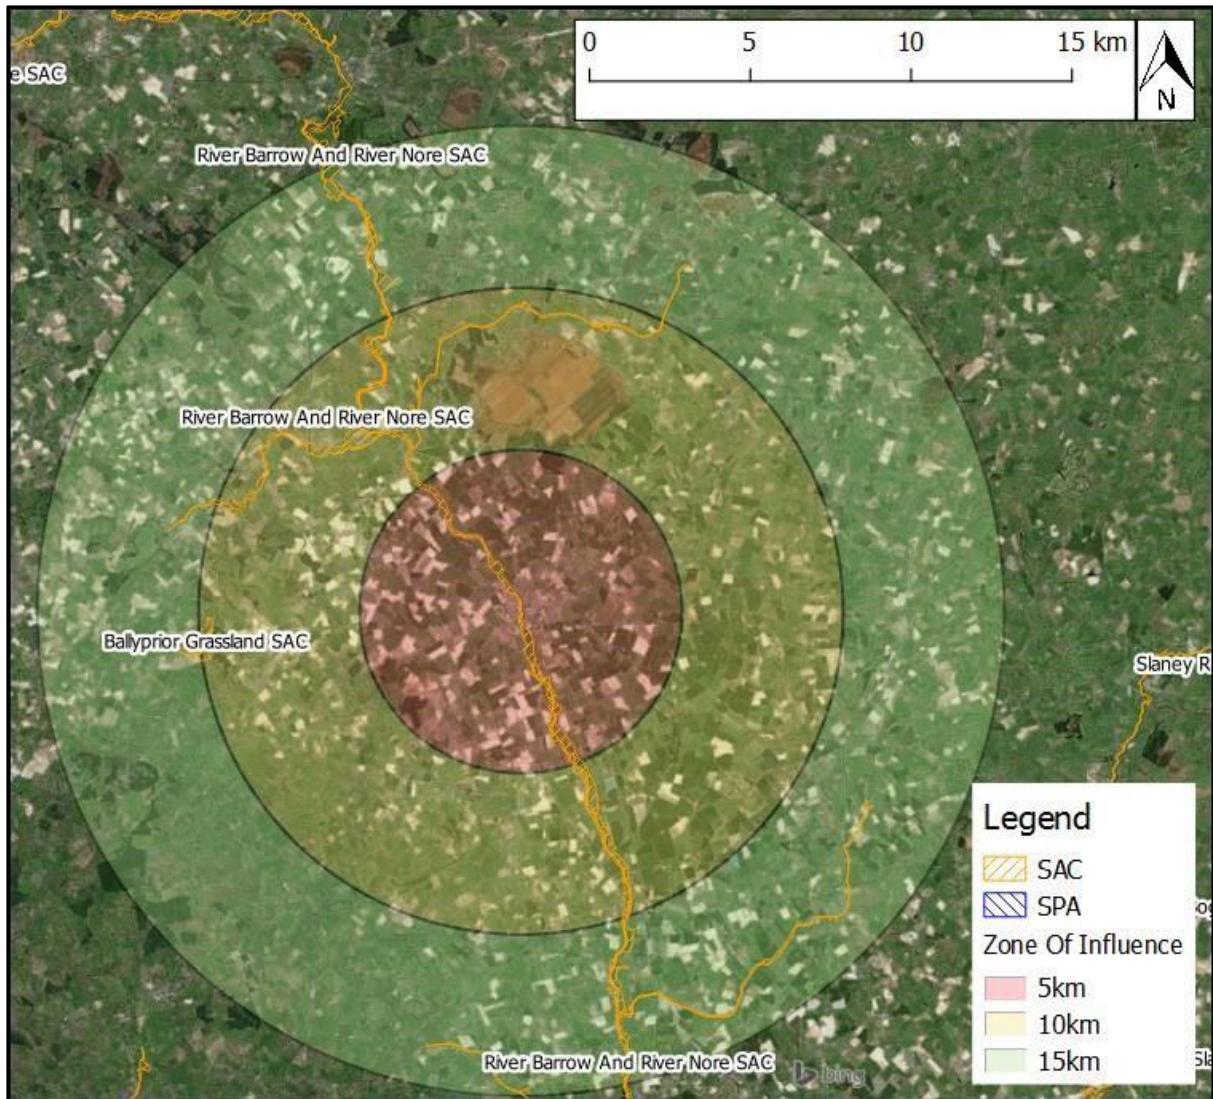 0 5 10 15 km
N
e SAC
River Barrow And River Nore SAC
River Barrow And River Nore SAC
Ballyprior Grassland SAC
Slaney R
Legend
SAC
SPA
Zone Of Influence
5km
10km
15km
og
Sla
River Barrow And River Nore SAC
bing